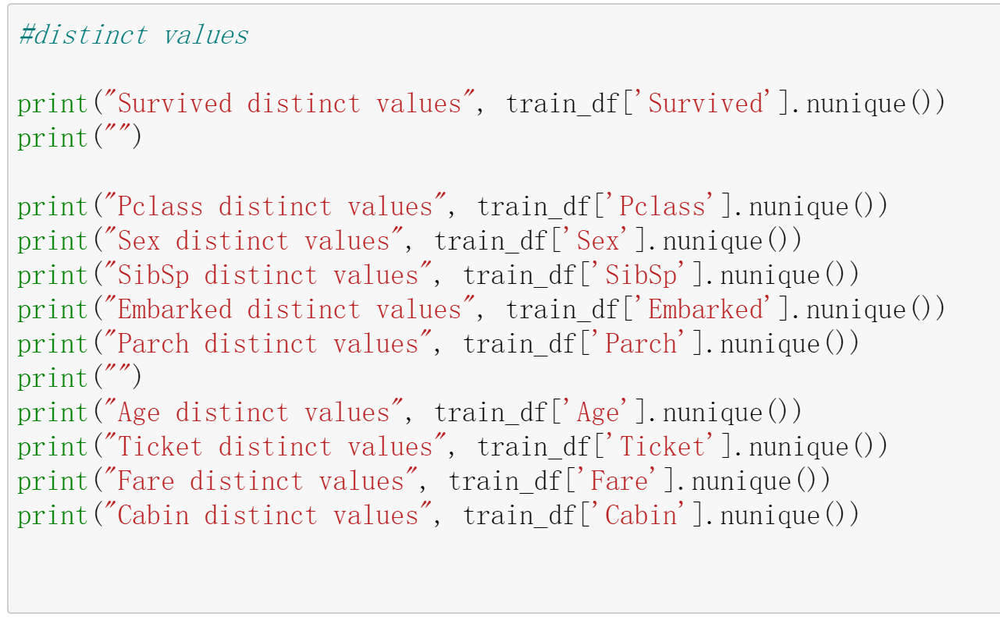 #distinct values
print("Survived distinct values", train_df['Survived'].nunique())
print("")
print("Pclass distinct values", train_df['Pclass'].nunique())
print("Sex distinct values", train_df['Sex'].nunique())
print("SibSp distinct values", train_df['SibSp'].nunique())
print("Embarked distinct values", train_df['Embarked'].nunique())
print("Parch distinct values", train_df['Parch'].nunique())
print("")
print("Age distinct values", train_df['Age'].nunique())
print("Ticket distinct values", train_df['Ticket'].nunique())
print("Fare distinct values", train_df['Fare'].nunique())
print("Cabin distinct values", train_df['Cabin'].nunique())